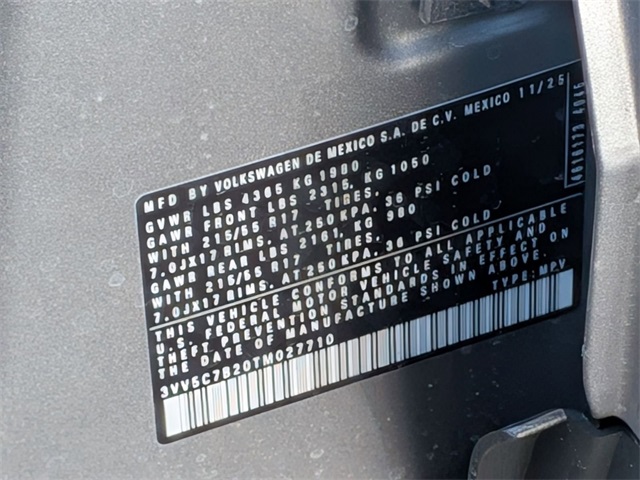 MFD BY VOLKSWAGEN DE MEXICO S.A. DE C.V. MEXICO 11/25
GVWR LBS 4365 KG 1980
GAWR FRONT LBS 2315, KG 1050
WITH 215/55 R17 TIRES,
7.0JX17 RIMS, AT 250 KPA, 36 PSI COLD
GAWR REAR LBS 2161, KG 980
WITH 215/55 R17 TIRES,
7.0JX17 RIMS, AT 250 KPA, 36 PSI COLD
THIS VEHICLE CONFORMS TO ALL APPLICABLE
U.S. FEDERAL MOTOR VEHICLE SAFETY AND
THEFT PREVENTION STANDARDS IN EFFECT ON
THE DATE OF MANUFACTURE SHOWN ABOVE.
3VV5C7B20TM027710 TYPE: MPV